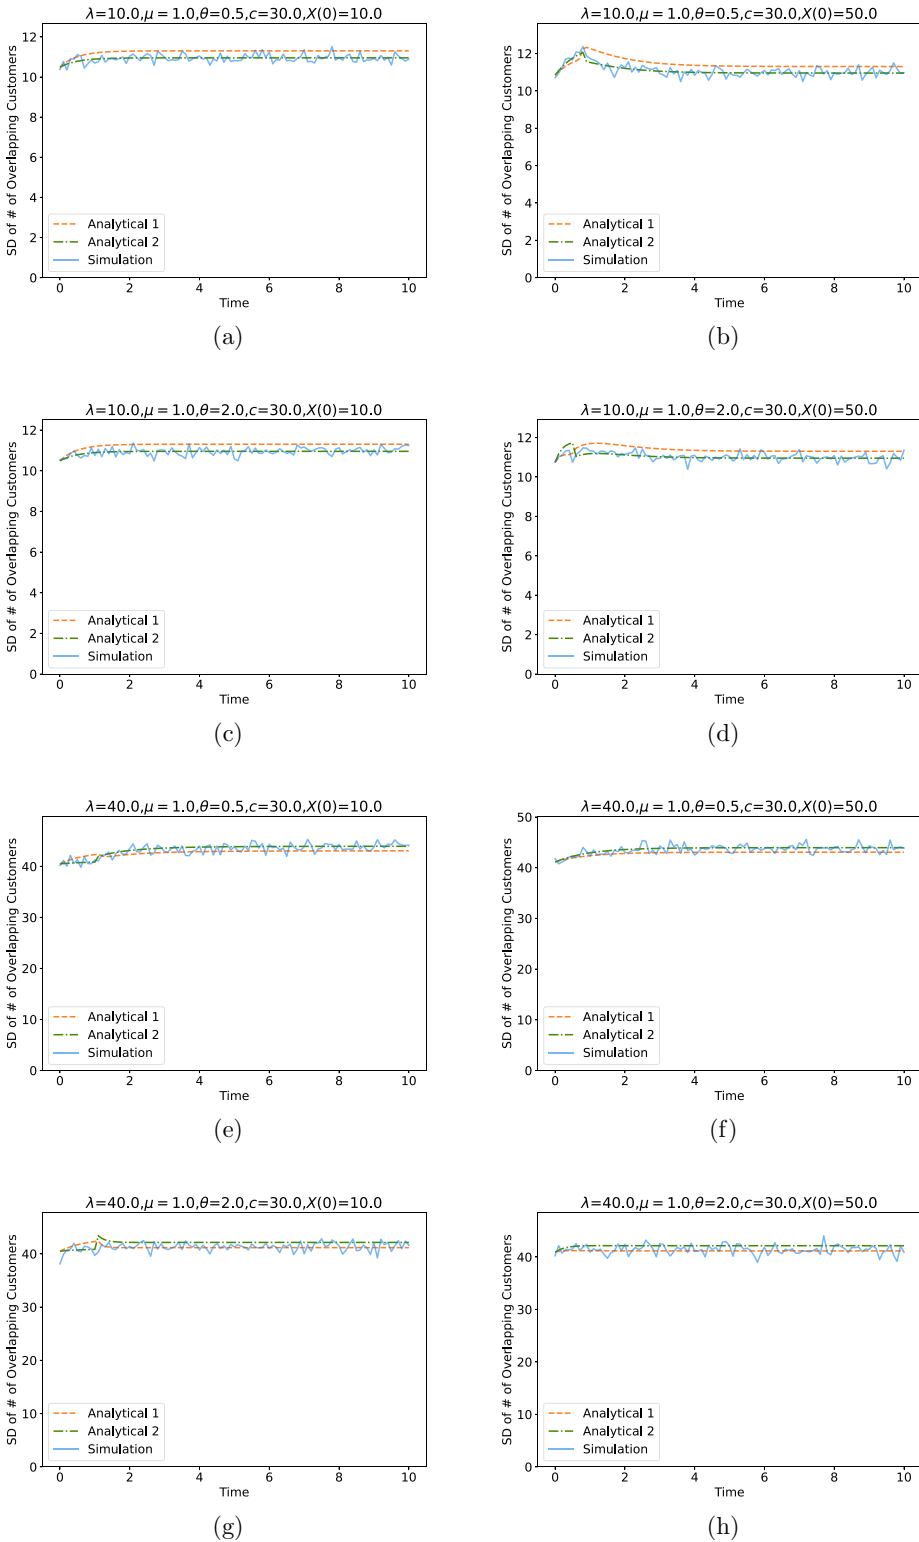 λ=10.0,μ = 1.0,θ=0.5,c=30.0,X(0)=10.0
SD of # of Overlapping Customers
12
10
8
6
4
2
0
Analytical 1
Analytical 2
Simulation
0 2 4 6 8 10
Time
(a)
λ=10.0,μ = 1.0,θ=0.5,c=30.0,X(0)=50.0
SD of # of Overlapping Customers
12
10
8
6
4
2
0
Analytical 1
Analytical 2
Simulation
0 2 4 6 8 10
Time
(b)
λ=10.0,μ = 1.0,θ=2.0,c=30.0,X(0)=10.0
SD of # of Overlapping Customers
12
10
8
6
4
2
0
Analytical 1
Analytical 2
Simulation
0 2 4 6 8 10
Time
(c)
λ=10.0,μ = 1.0,θ=2.0,c=30.0,X(0)=50.0
SD of # of Overlapping Customers
12
10
8
6
4
2
0
Analytical 1
Analytical 2
Simulation
0 2 4 6 8 10
Time
(d)
λ=40.0,μ = 1.0,θ=0.5,c=30.0,X(0)=10.0
SD of # of Overlapping Customers
40
30
20
10
0
Analytical 1
Analytical 2
Simulation
0 2 4 6 8 10
Time
(e)
λ=40.0,μ = 1.0,θ=0.5,c=30.0,X(0)=50.0
SD of # of Overlapping Customers
50
40
30
20
10
0
Analytical 1
Analytical 2
Simulation
0 2 4 6 8 10
Time
(f)
λ=40.0,μ = 1.0,θ=2.0,c=30.0,X(0)=10.0
SD of # of Overlapping Customers
40
30
20
10
0
Analytical 1
Analytical 2
Simulation
0 2 4 6 8 10
Time
(g)
λ=40.0,μ = 1.0,θ=2.0,c=30.0,X(0)=50.0
SD of # of Overlapping Customers
40
30
20
10
0
Analytical 1
Analytical 2
Simulation
0 2 4 6 8 10
Time
(h)